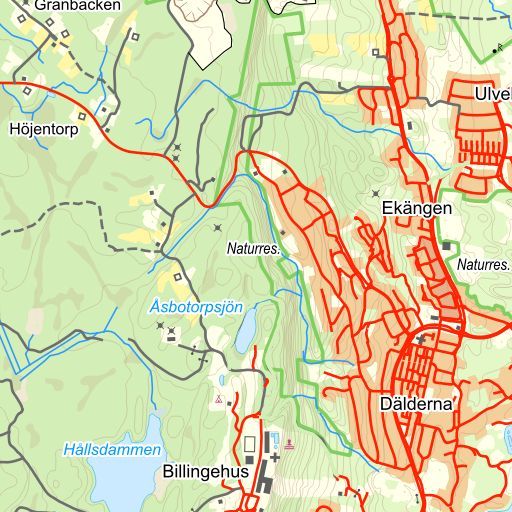 Granbacken
Ulve
Höjentorp
Ekängen
Naturres.
Naturres.
Åsbotorpsjön
Dälderna
Hållsdammen
Billingehus